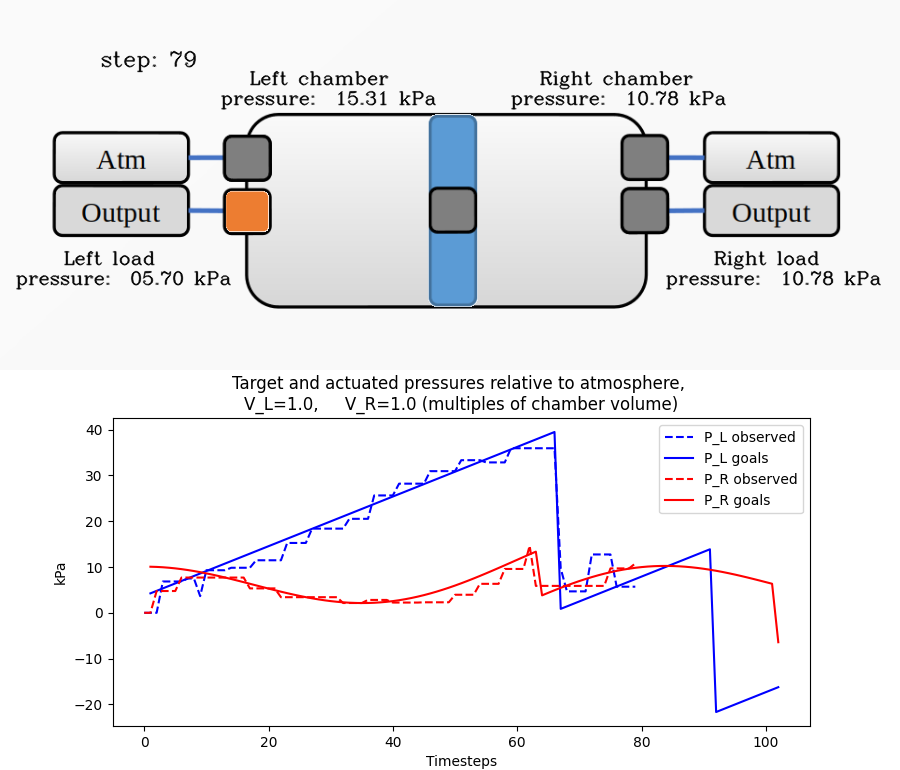 step: 79
Left chamber
pressure: 15.31 kPa
Right chamber
pressure: 10.78 kPa
Atm
Output
Atm
Output
Left load
pressure: 05.70 kPa
Right load
pressure: 10.78 kPa
Target and actuated pressures relative to atmosphere,
V_L=1.0, V_R=1.0 (multiples of chamber volume)
P_L observed
P_L goals
P_R observed
P_R goals
kPa
40
30
20
10
0
−10
−20
0 20 40 60 80 100
Timesteps